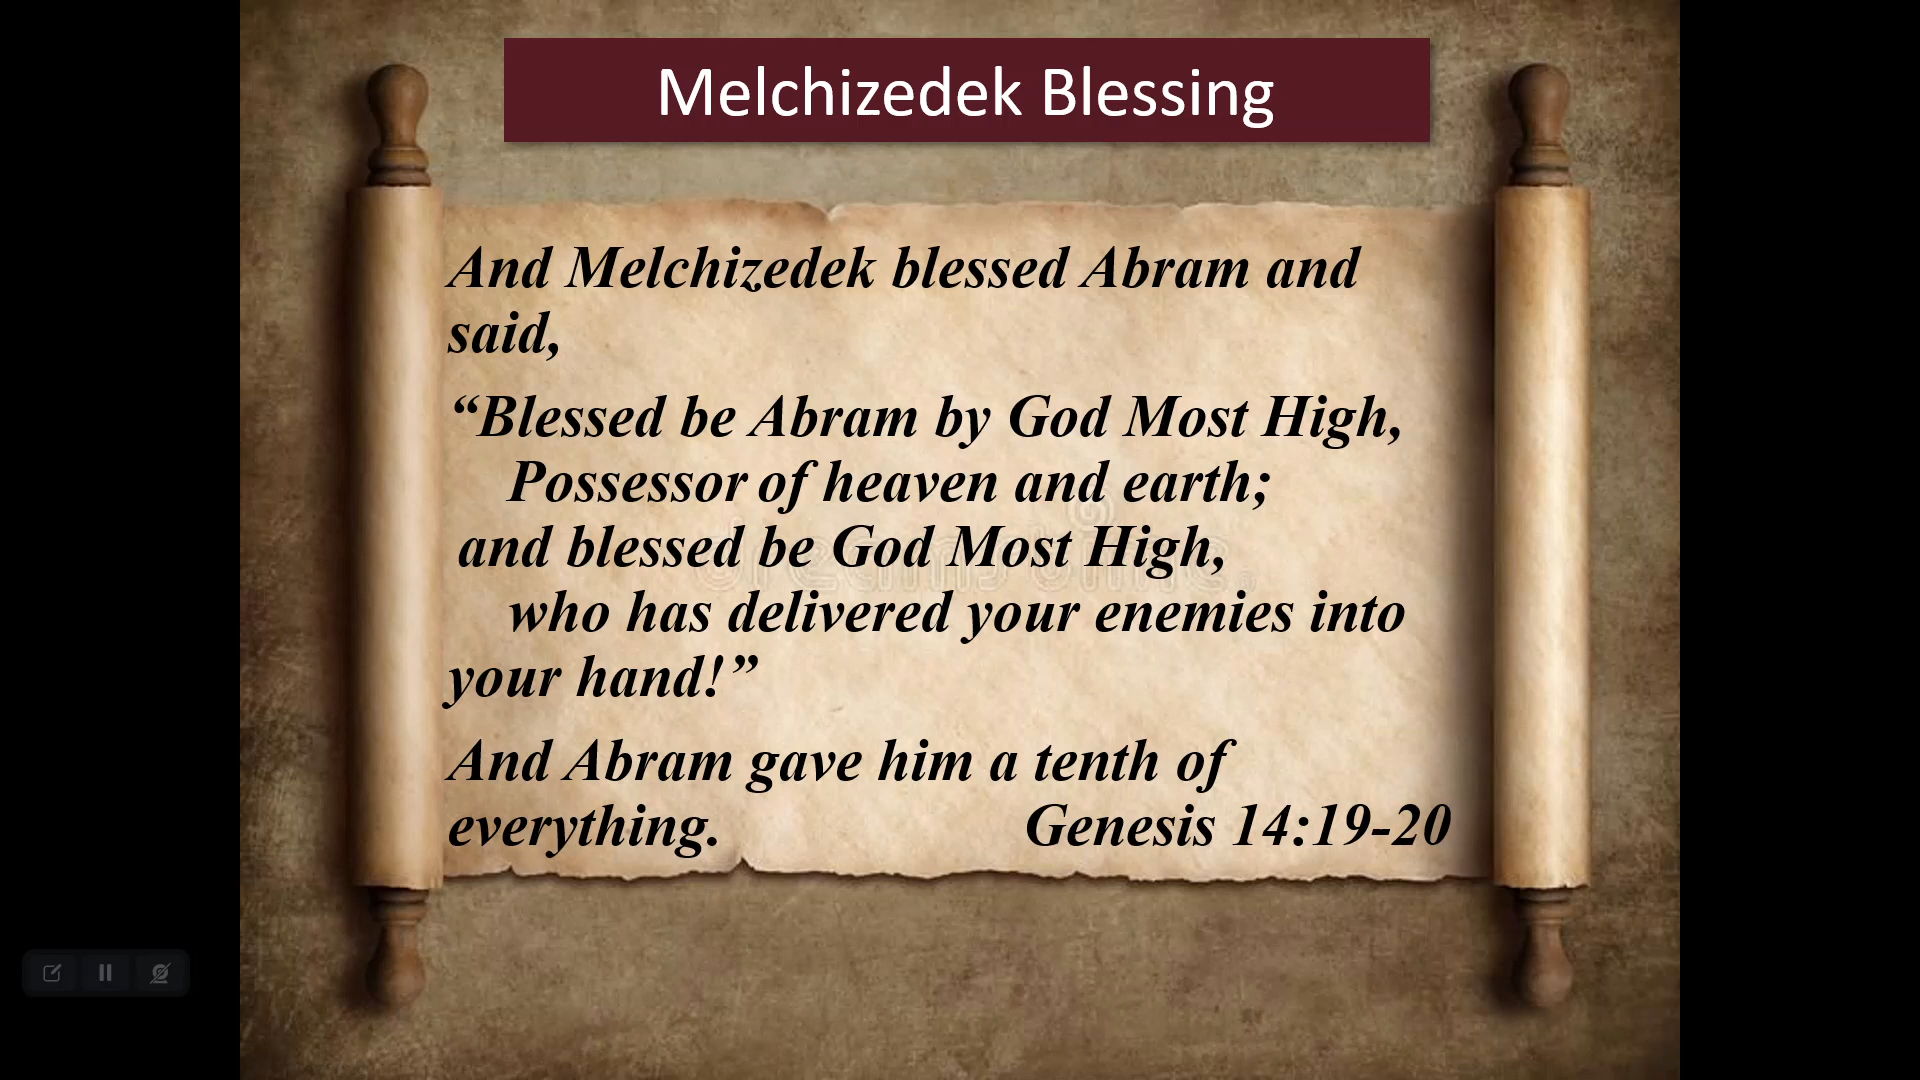 Melchizedek Blessing
And Melchizedek blessed Abram and
said,
“Blessed be Abram by God Most High,
Possessor of heaven and earth;
and blessed be God Most High,
who has delivered your enemies into
your hand!”
And Abram gave him a tenth of
everything. Genesis 14:19-20